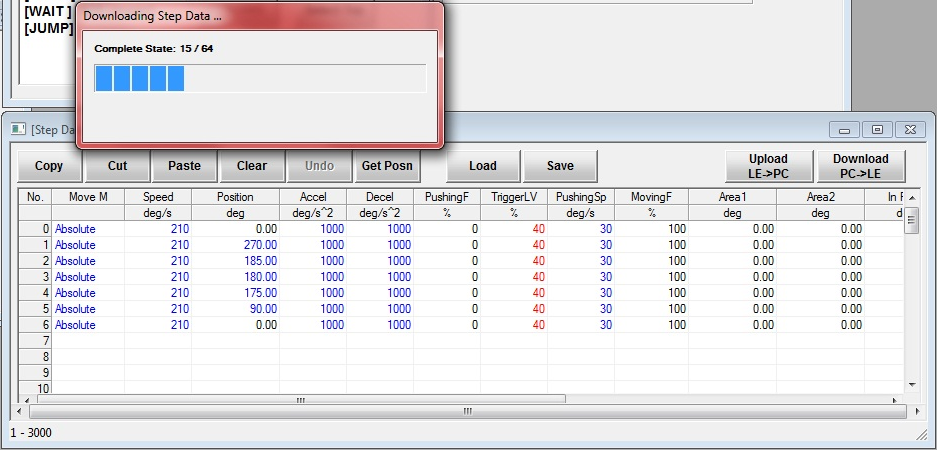 [WAIT ]
[JUMP]
Downloading Step Data ...
Complete State: 15 / 64
[Step Da
Copy Cut Paste Clear Undo Get Posn Load Save Upload LE->PC Download PC->LE
No. Move M Speed Position Accel Decel PushingF TriggerLV PushingSp MovingF Area1 Area2 In P
deg/s deg deg/s^2 deg/s^2 % % deg/s % deg deg d
0 Absolute 210 0.00 1000 1000 0 40 30 100 0.00 0.00
1 Absolute 210 270.00 1000 1000 0 40 30 100 0.00 0.00
2 Absolute 210 185.00 1000 1000 0 40 30 100 0.00 0.00
3 Absolute 210 180.00 1000 1000 0 40 30 100 0.00 0.00
4 Absolute 210 175.00 1000 1000 0 40 30 100 0.00 0.00
5 Absolute 210 90.00 1000 1000 0 40 30 100 0.00 0.00
6 Absolute 210 0.00 1000 1000 0 40 30 100 0.00 0.00
7
8
9
10
1 - 3000